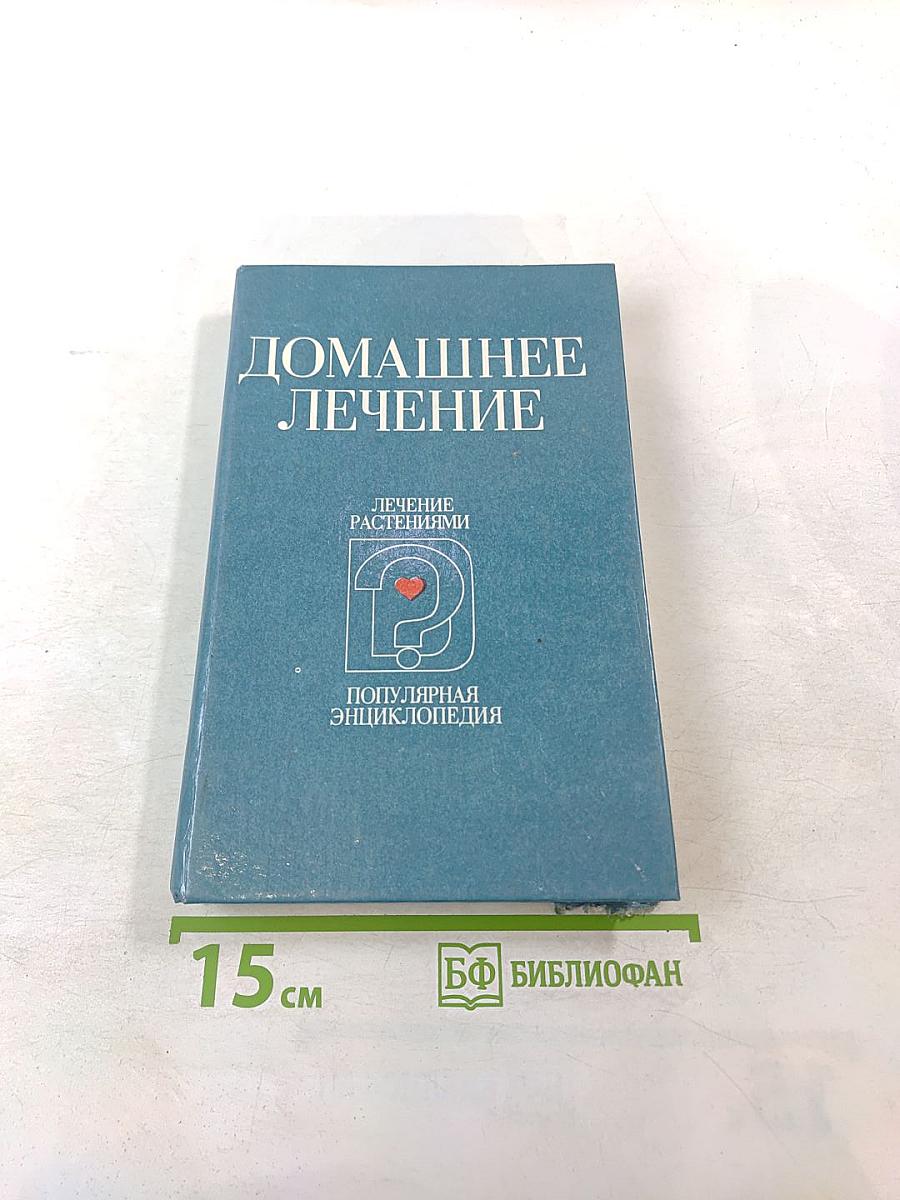 ДОМАШНЕЕ
ЛЕЧЕНИЕ
ЛЕЧЕНИЕ
РАСТЕНИЯМИ
ПОПУЛЯРНАЯ
ЭНЦИКЛОПЕДИЯ
15 см
БФ БИБЛИОФАН